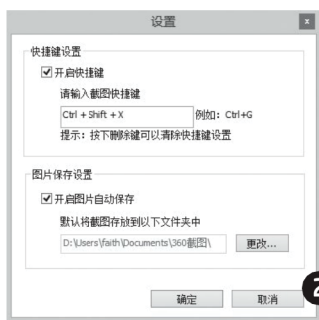 设置
x
快捷键设置
开启快捷键
请输入截图快捷键
Ctrl + Shift + X 例如：Ctrl+G
提示：按下删除键可以清除快捷键设置
图片保存设置
开启图片自动保存
默认将截图存放到以下文件夹中
D:\Users\faith\Documents\360截图\ 更改...
确定 取消
2